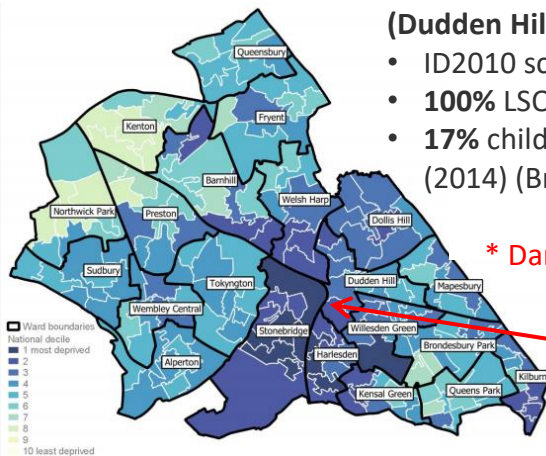 (Dudden Hil
• ID2010 sc
• 100% LSC
• 17% child
(2014) (Br
* Dar
Queensbury
Kenton
Fryent
Barnhill
Northwick Park
Preston
Welsh Harp
Dollis Hill
Sudbury
Tokyngton
Dudden Hill
Mapesbury
Wembley Central
Stonebridge
Willesden Green
Brondesbury Park
Harlesden
Alperton
Kilburn
Kensal Green
Queens Park
Ward boundaries
National decile
1 most deprived
2
3
4
5
6
7
8
9
10 least deprived